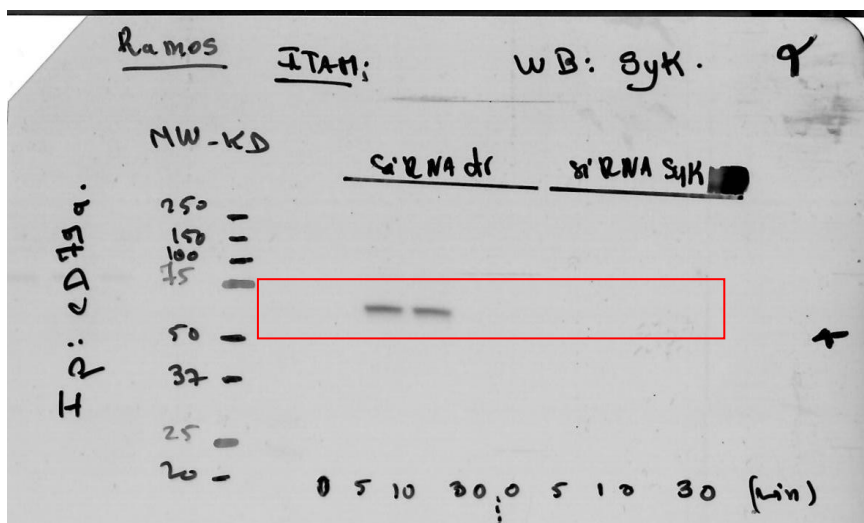 Ramos
ITAM;
WB: Syk.
MW-KD
siRNA ctr
siRNA Syk
IP: CD79a.
250
150
100
75
50
37
25
20
0 5 10 30 0 5 10 30 (min)